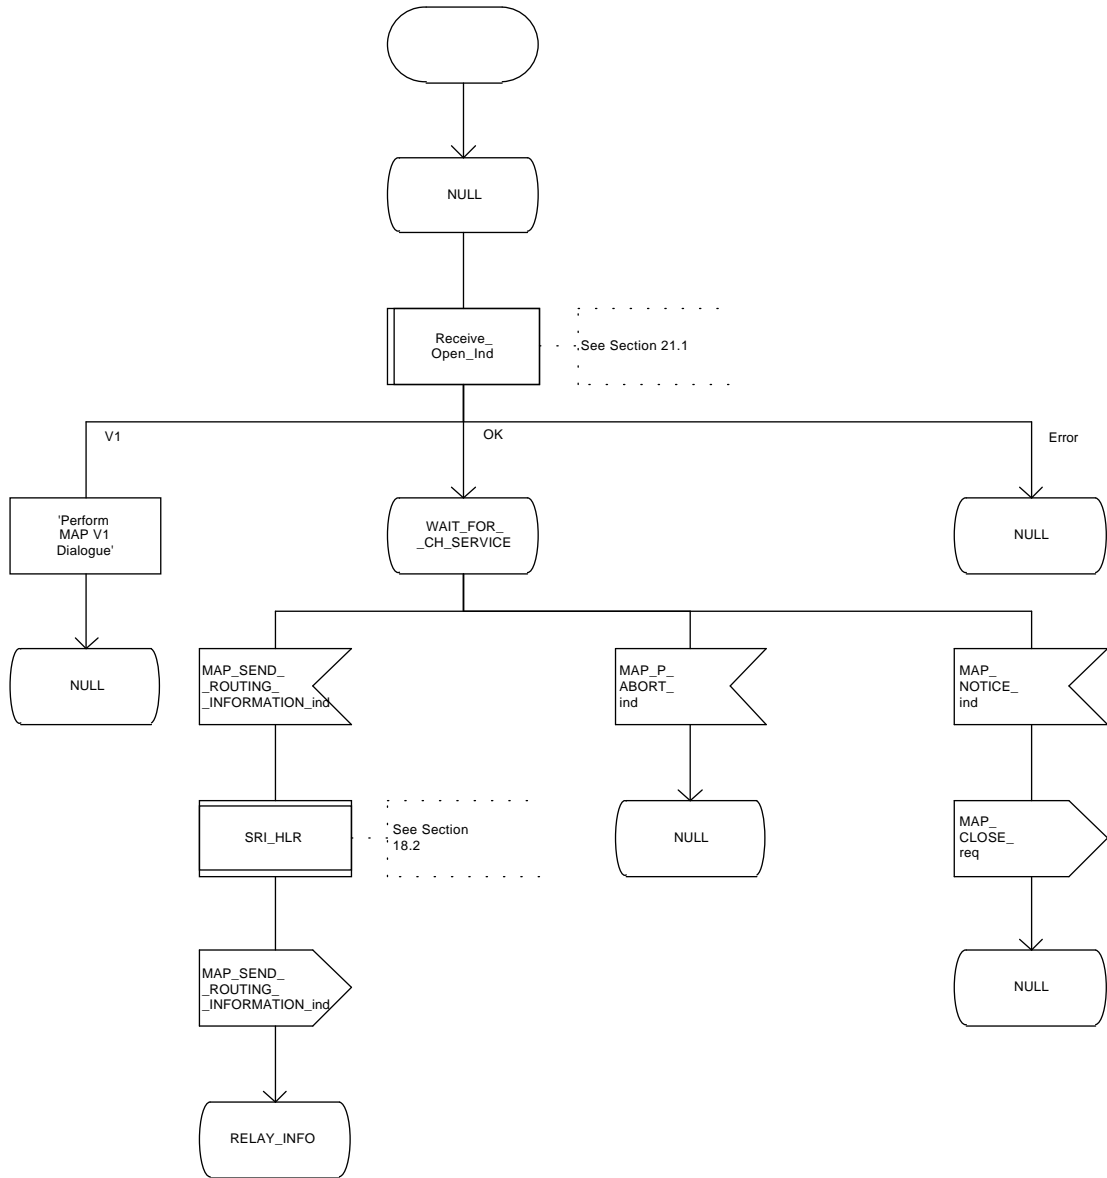 NULL
Receive_
Open_Ind
See Section 21.1
V1
OK
Error
'Perform
MAP V1
Dialogue'
WAIT_FOR_
_CH_SERVICE
NULL
NULL
MAP_SEND_
_ROUTING_
_INFORMATION_ind
MAP_P_
ABORT_
ind
MAP_
NOTICE_
ind
SRI_HLR
See Section
18.2
NULL
MAP_
CLOSE_
req
MAP_SEND_
_ROUTING_
_INFORMATION_ind
NULL
RELAY_INFO